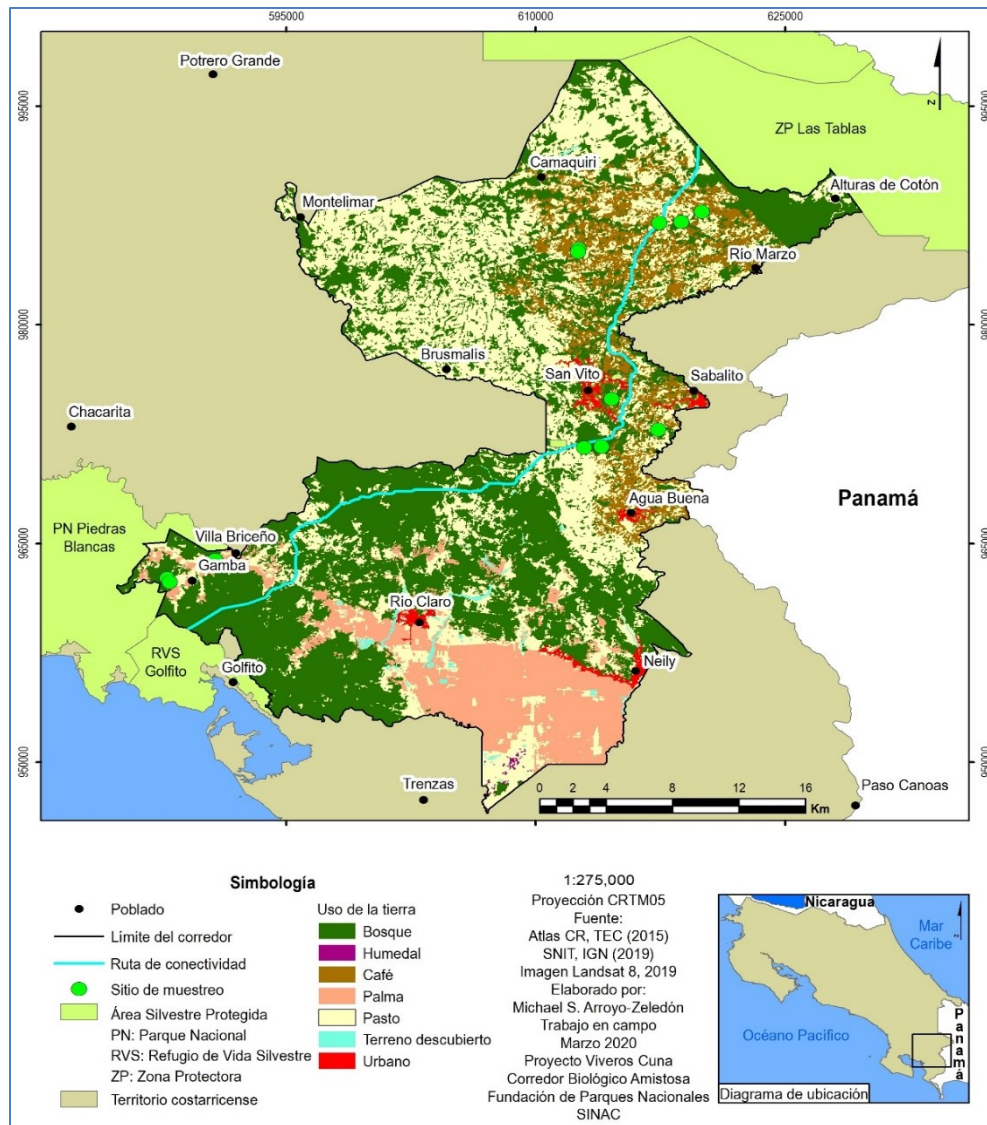 595000
610000
625000
Potrero Grande
z
995000
995000
ZP Las Tablas
Camaquiri
Alturas de Cotón
Montelimar
Río Marzo
980000
980000
Brusmalis
San Vito
Sabalito
Chacarita
Panamá
Agua Buena
PN Piedras
Blancas
Villa Briceño
965000
965000
Gamba
Río Claro
RVS
Golfito
Golfito
Neily
950000
950000
Trenzas
Paso Canoas
0 2 4 8 12 16
Km
595000
610000
625000
Simbología
Poblado
Limite del corredor
Ruta de conectividad
Sitio de muestreo
Área Silvestre Protegida
PN: Parque Nacional
RVS: Refugio de Vida Silvestre
ZP: Zona Protectora
Territorio costarricense
Uso de la tierra
Bosque
Humedal
Café
Palma
Pasto
Terreno descubierto
Urbano
1:275,000
Proyección CRTM05
Fuente:
Atlas CR, TEC (2015)
SNIT, IGN (2019)
Imagen Landsat 8, 2019
Elaborado por:
Michael S. Arroyo-Zeledón
Trabajo en campo
Marzo 2020
Proyecto Viveros Cuna
Corredor Biológico Amistosa
Fundación de Parques Nacionales
SINAC
Nicaragua
z
Mar
Caribe
Océano Pacífico
Panamá
Diagrama de ubicación